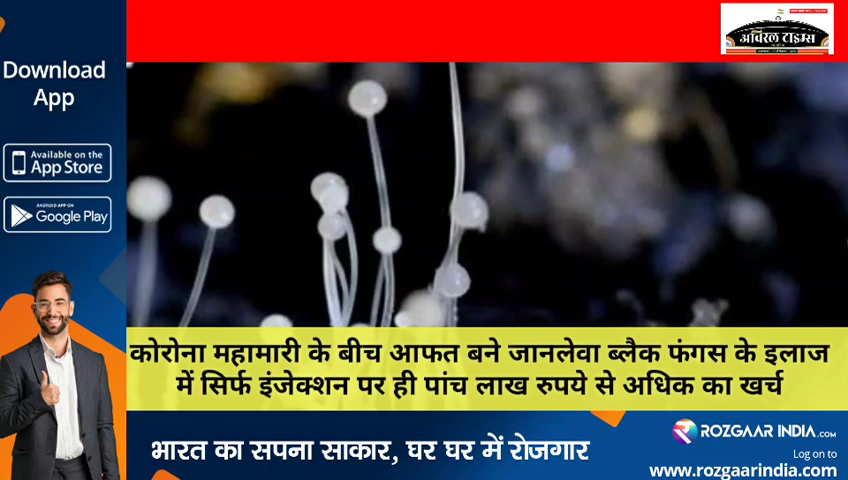 अविरल टाइम्स
Download
App
Available on the
App Store
ANDROID APP ON
Google Play
कोरोना महामारी के बीच आफत बने जानलेवा ब्लैक फंगस के इलाज
में सिर्फ इंजेक्शन पर ही पांच लाख रुपये से अधिक का खर्च
भारत का सपना साकार, घर घर में रोजगार
ROZGAAR INDIA.COM
Log on to
www.rozgaarindia.com